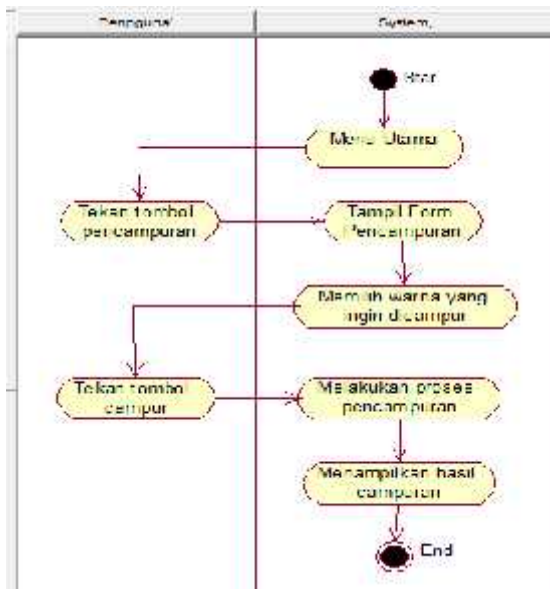 Pengguna
System
Star
Menu Utama
Tekan tombol
pencampuran
Tampil Form
Pencampuran
Memilih warna yang
ingin dicampur
Tekan tombol
campur
Melakukan proses
pencampuran
Menampilkan hasil
campuran
End